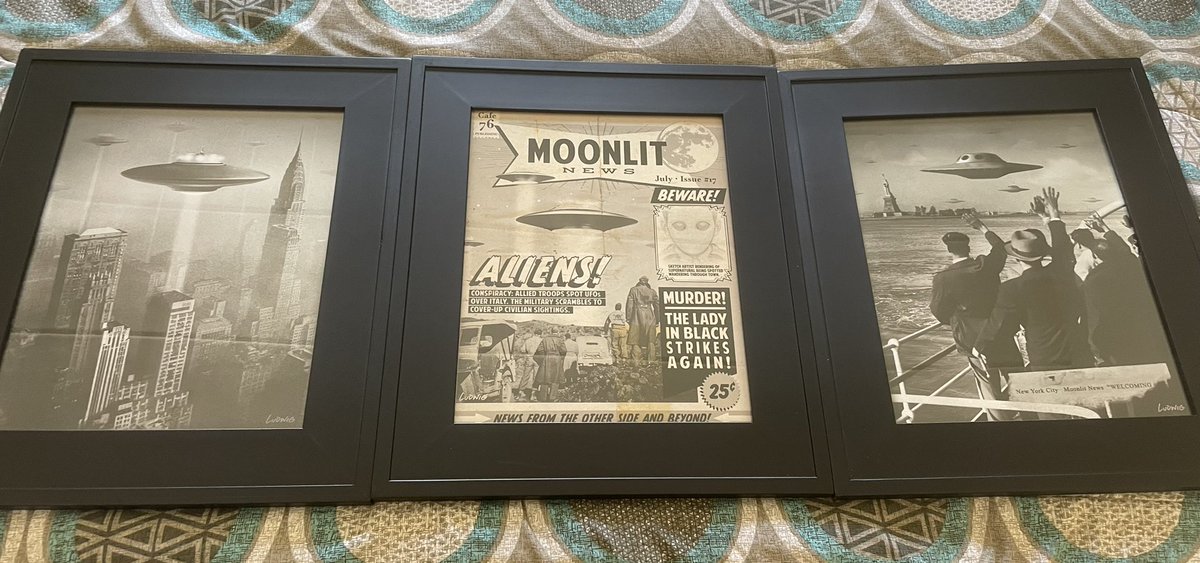 LUDWIG
Cafe
76
MOONLIT
NEWS
July · Issue #17
BEWARE!
SKETCH ARTIST RENDERING OF
SUPERNATURAL BEING SPOTTED
WANDERING THROUGH TOWN.
ALIENS!
CONSPIRACY: ALLIED TROOPS SPOT UFOs
OVER ITALY. THE MILITARY SCRAMBLES TO
COVER-UP CIVILIAN SIGHTINGS.
MURDER!
THE LADY
IN BLACK
STRIKES
AGAIN!
25¢
LUDWIG
NEWS FROM THE OTHER SIDE AND BEYOND!
New York City Moonlit News "WELCOMING
LUDWIG